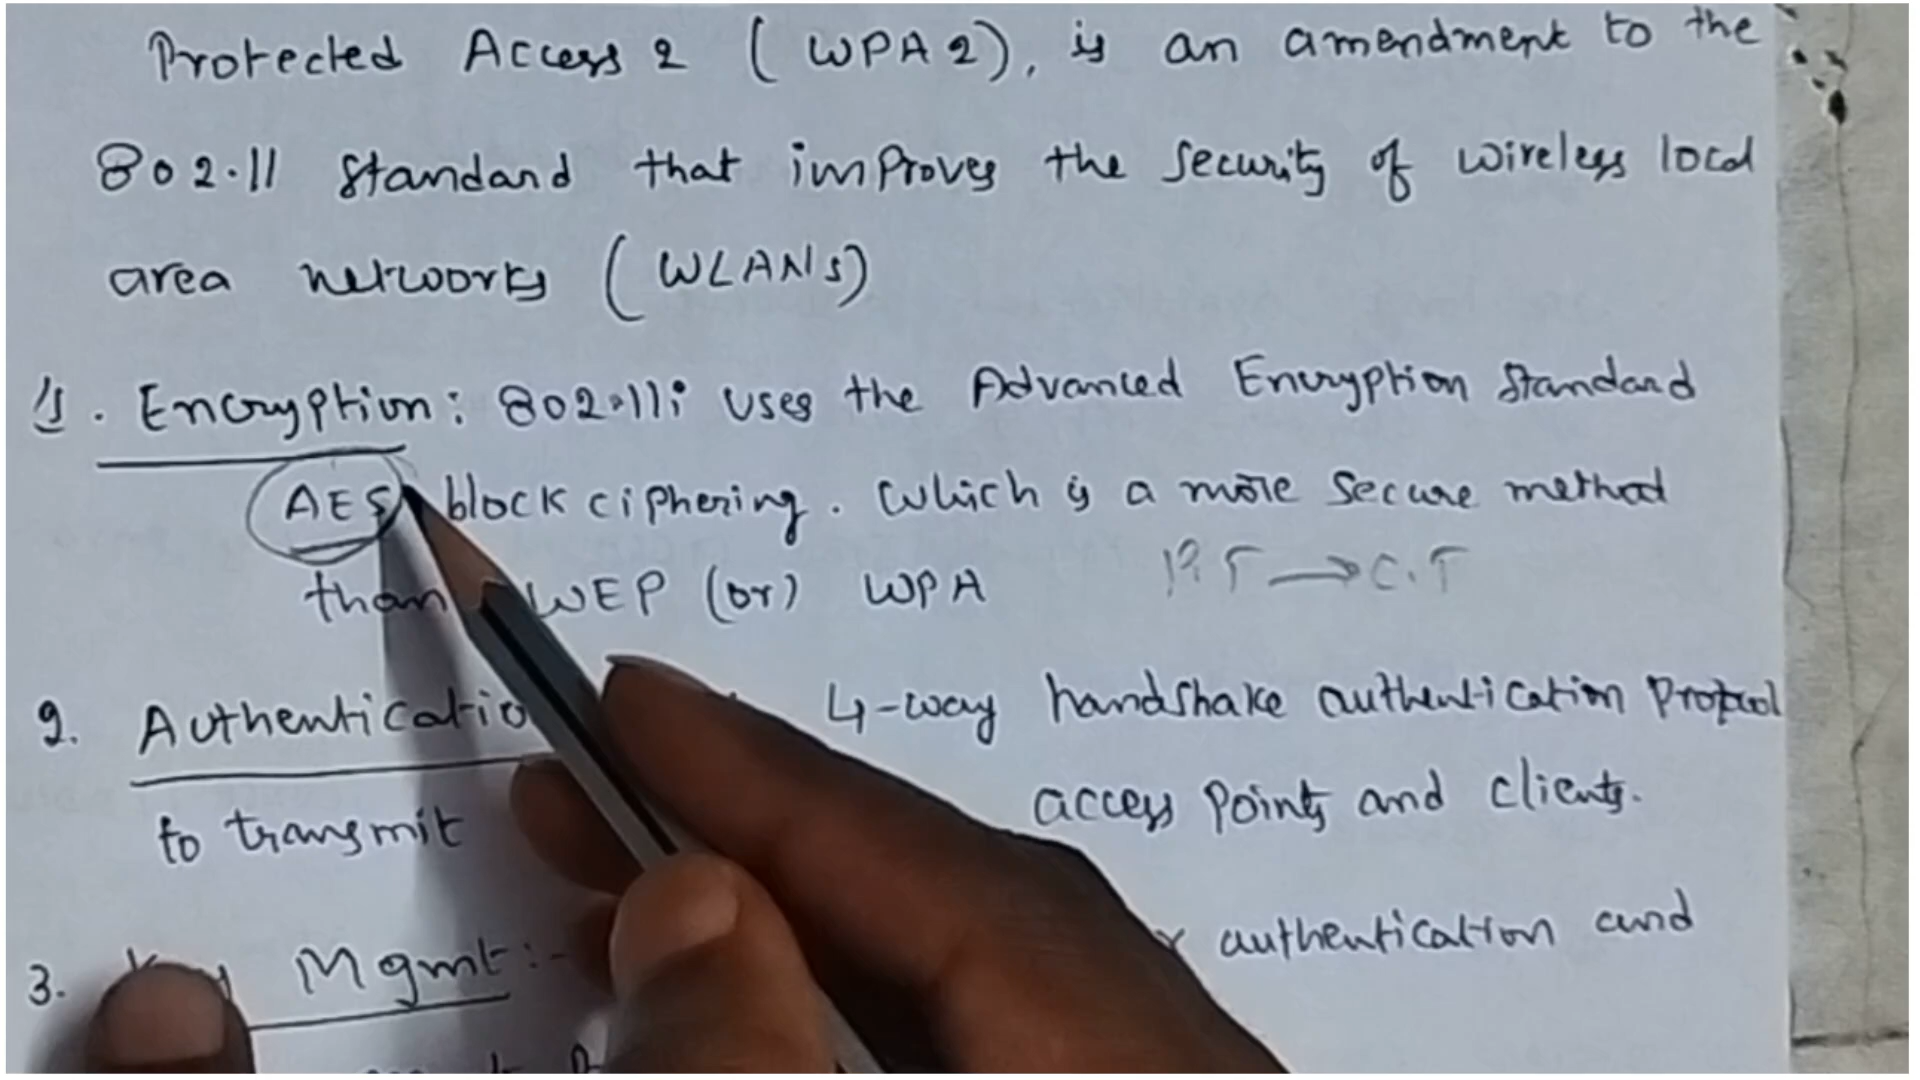 Protected Access 2 (WPA2), is an amendment to the
802.11 standard that improves the security of wireless local
area networks (WLANs)
1. Encryption: 802.11i uses the Advanced Encryption Standard
AES block ciphering. Which is a more secure method
than WEP (or) WPA
P.T → C.T
2. Authentication 4-way handshake authentication protocol
to transmit access points and clients.
3. Mgmt:- authentication and